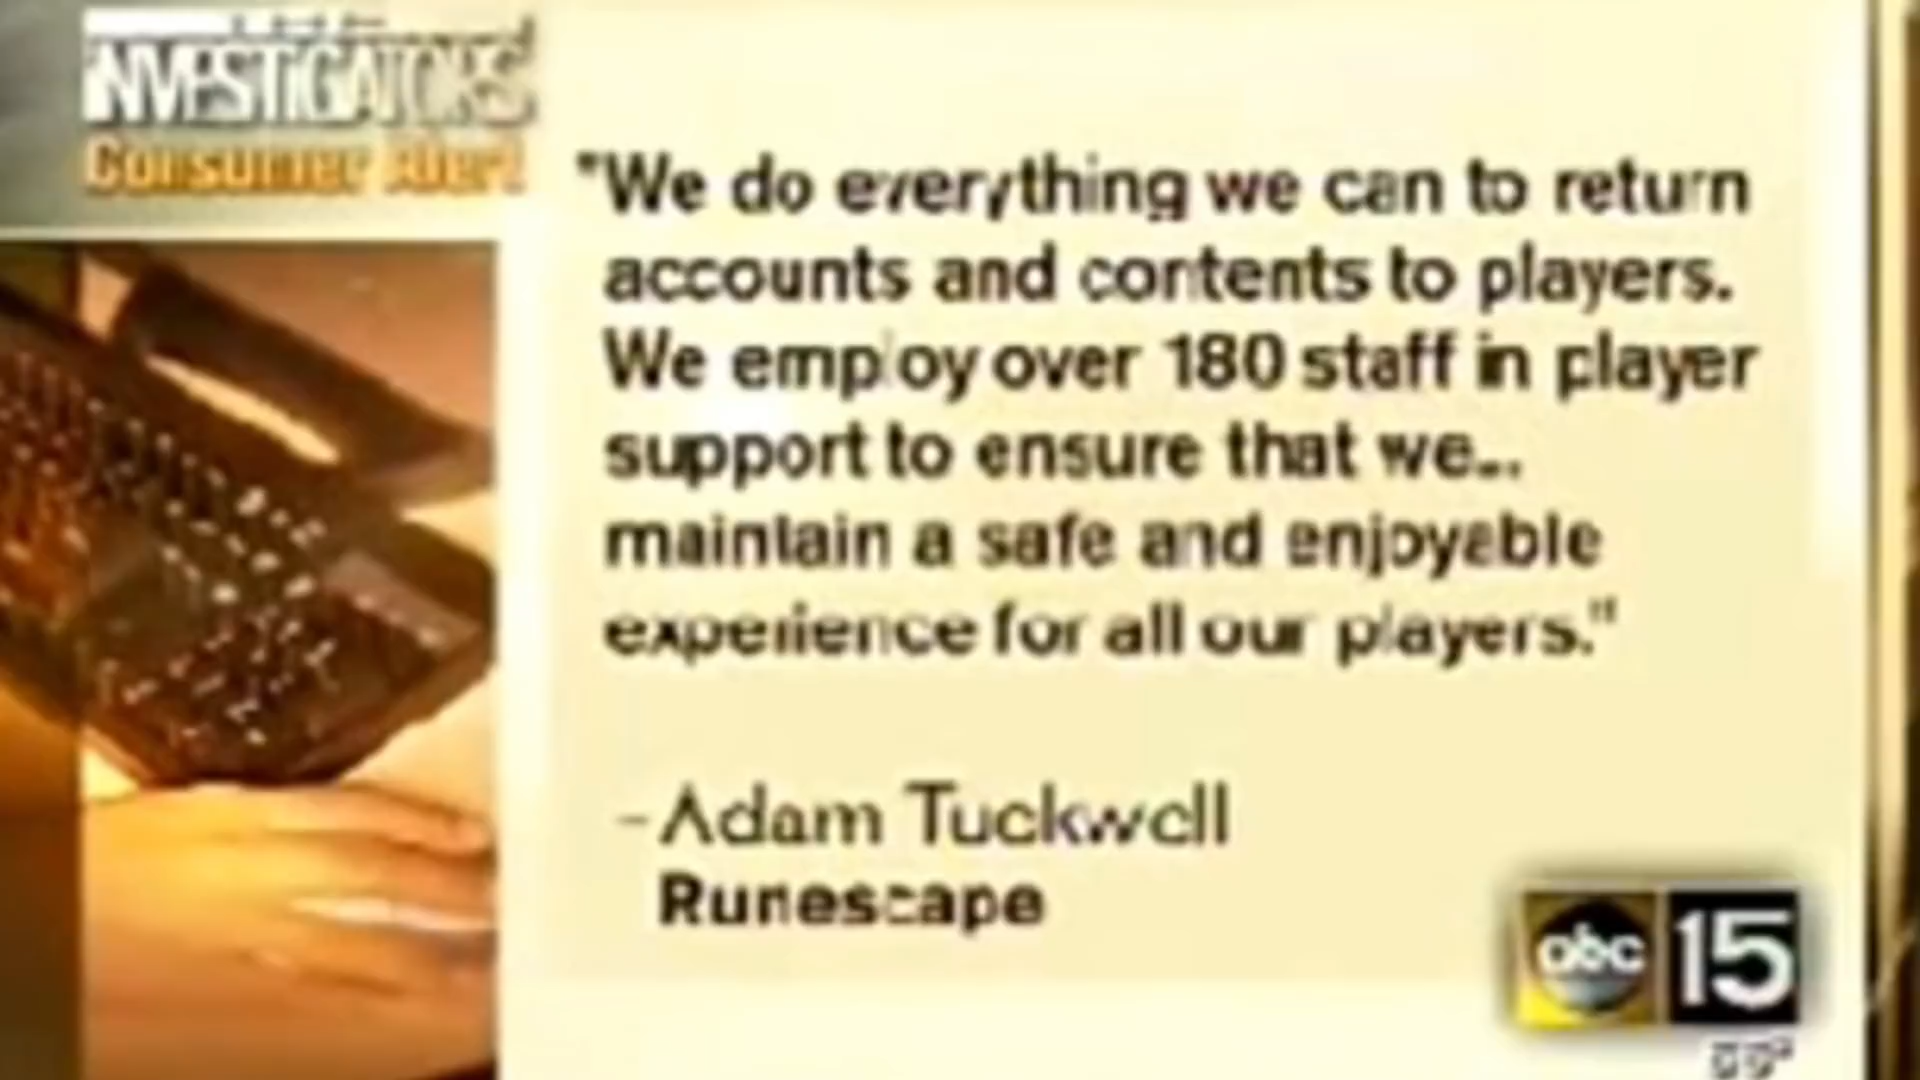 INVESTIGATORS
Consumer Alert
"We do everything we can to return
accounts and contents to players.
We employ over 180 staff in player
support to ensure that we...
maintain a safe and enjoyable
experience for all our players."
- Adam Tuckwell
Runescape
abc 15